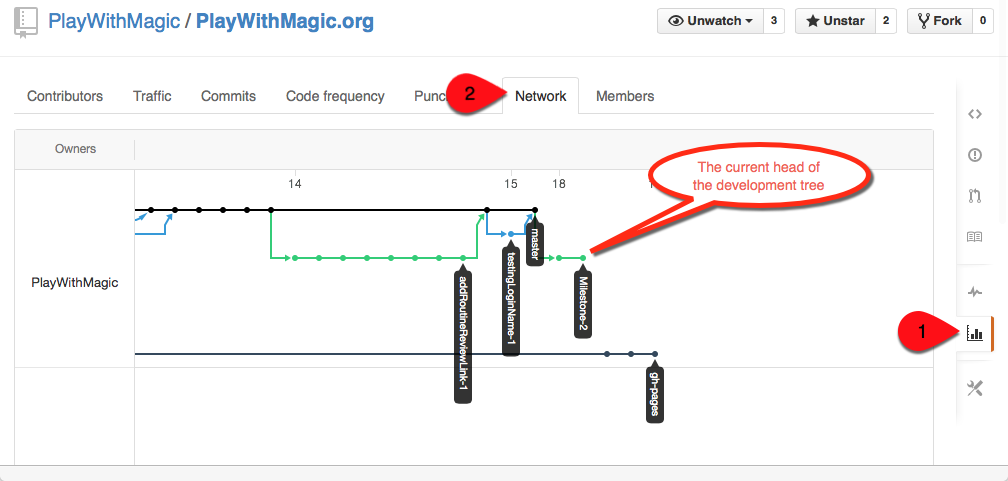 PlayWithMagic / PlayWithMagic.org
Unwatch 3
Unstar 2
Fork 0
Contributors Traffic Commits Code frequency Punc 2 Network Members
Owners
14 15 18
The current head of
the development tree
PlayWithMagic
master
testingLoginName-1
Milestone-2
addRoutineReviewLink-1
gh-pages
1